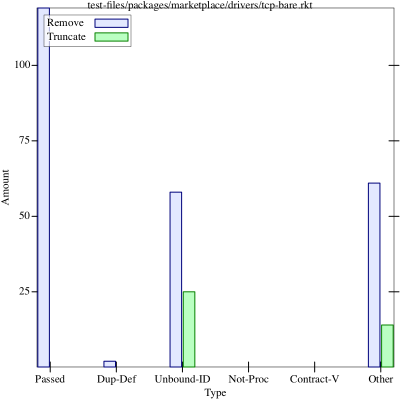 test-files/packages/marketplace/drivers/tcp-bare.rkt
Remove
Truncate
100
75
50
25
Amount
Passed Dup-Def Unbound-ID Not-Proc Contract-V Other
Type